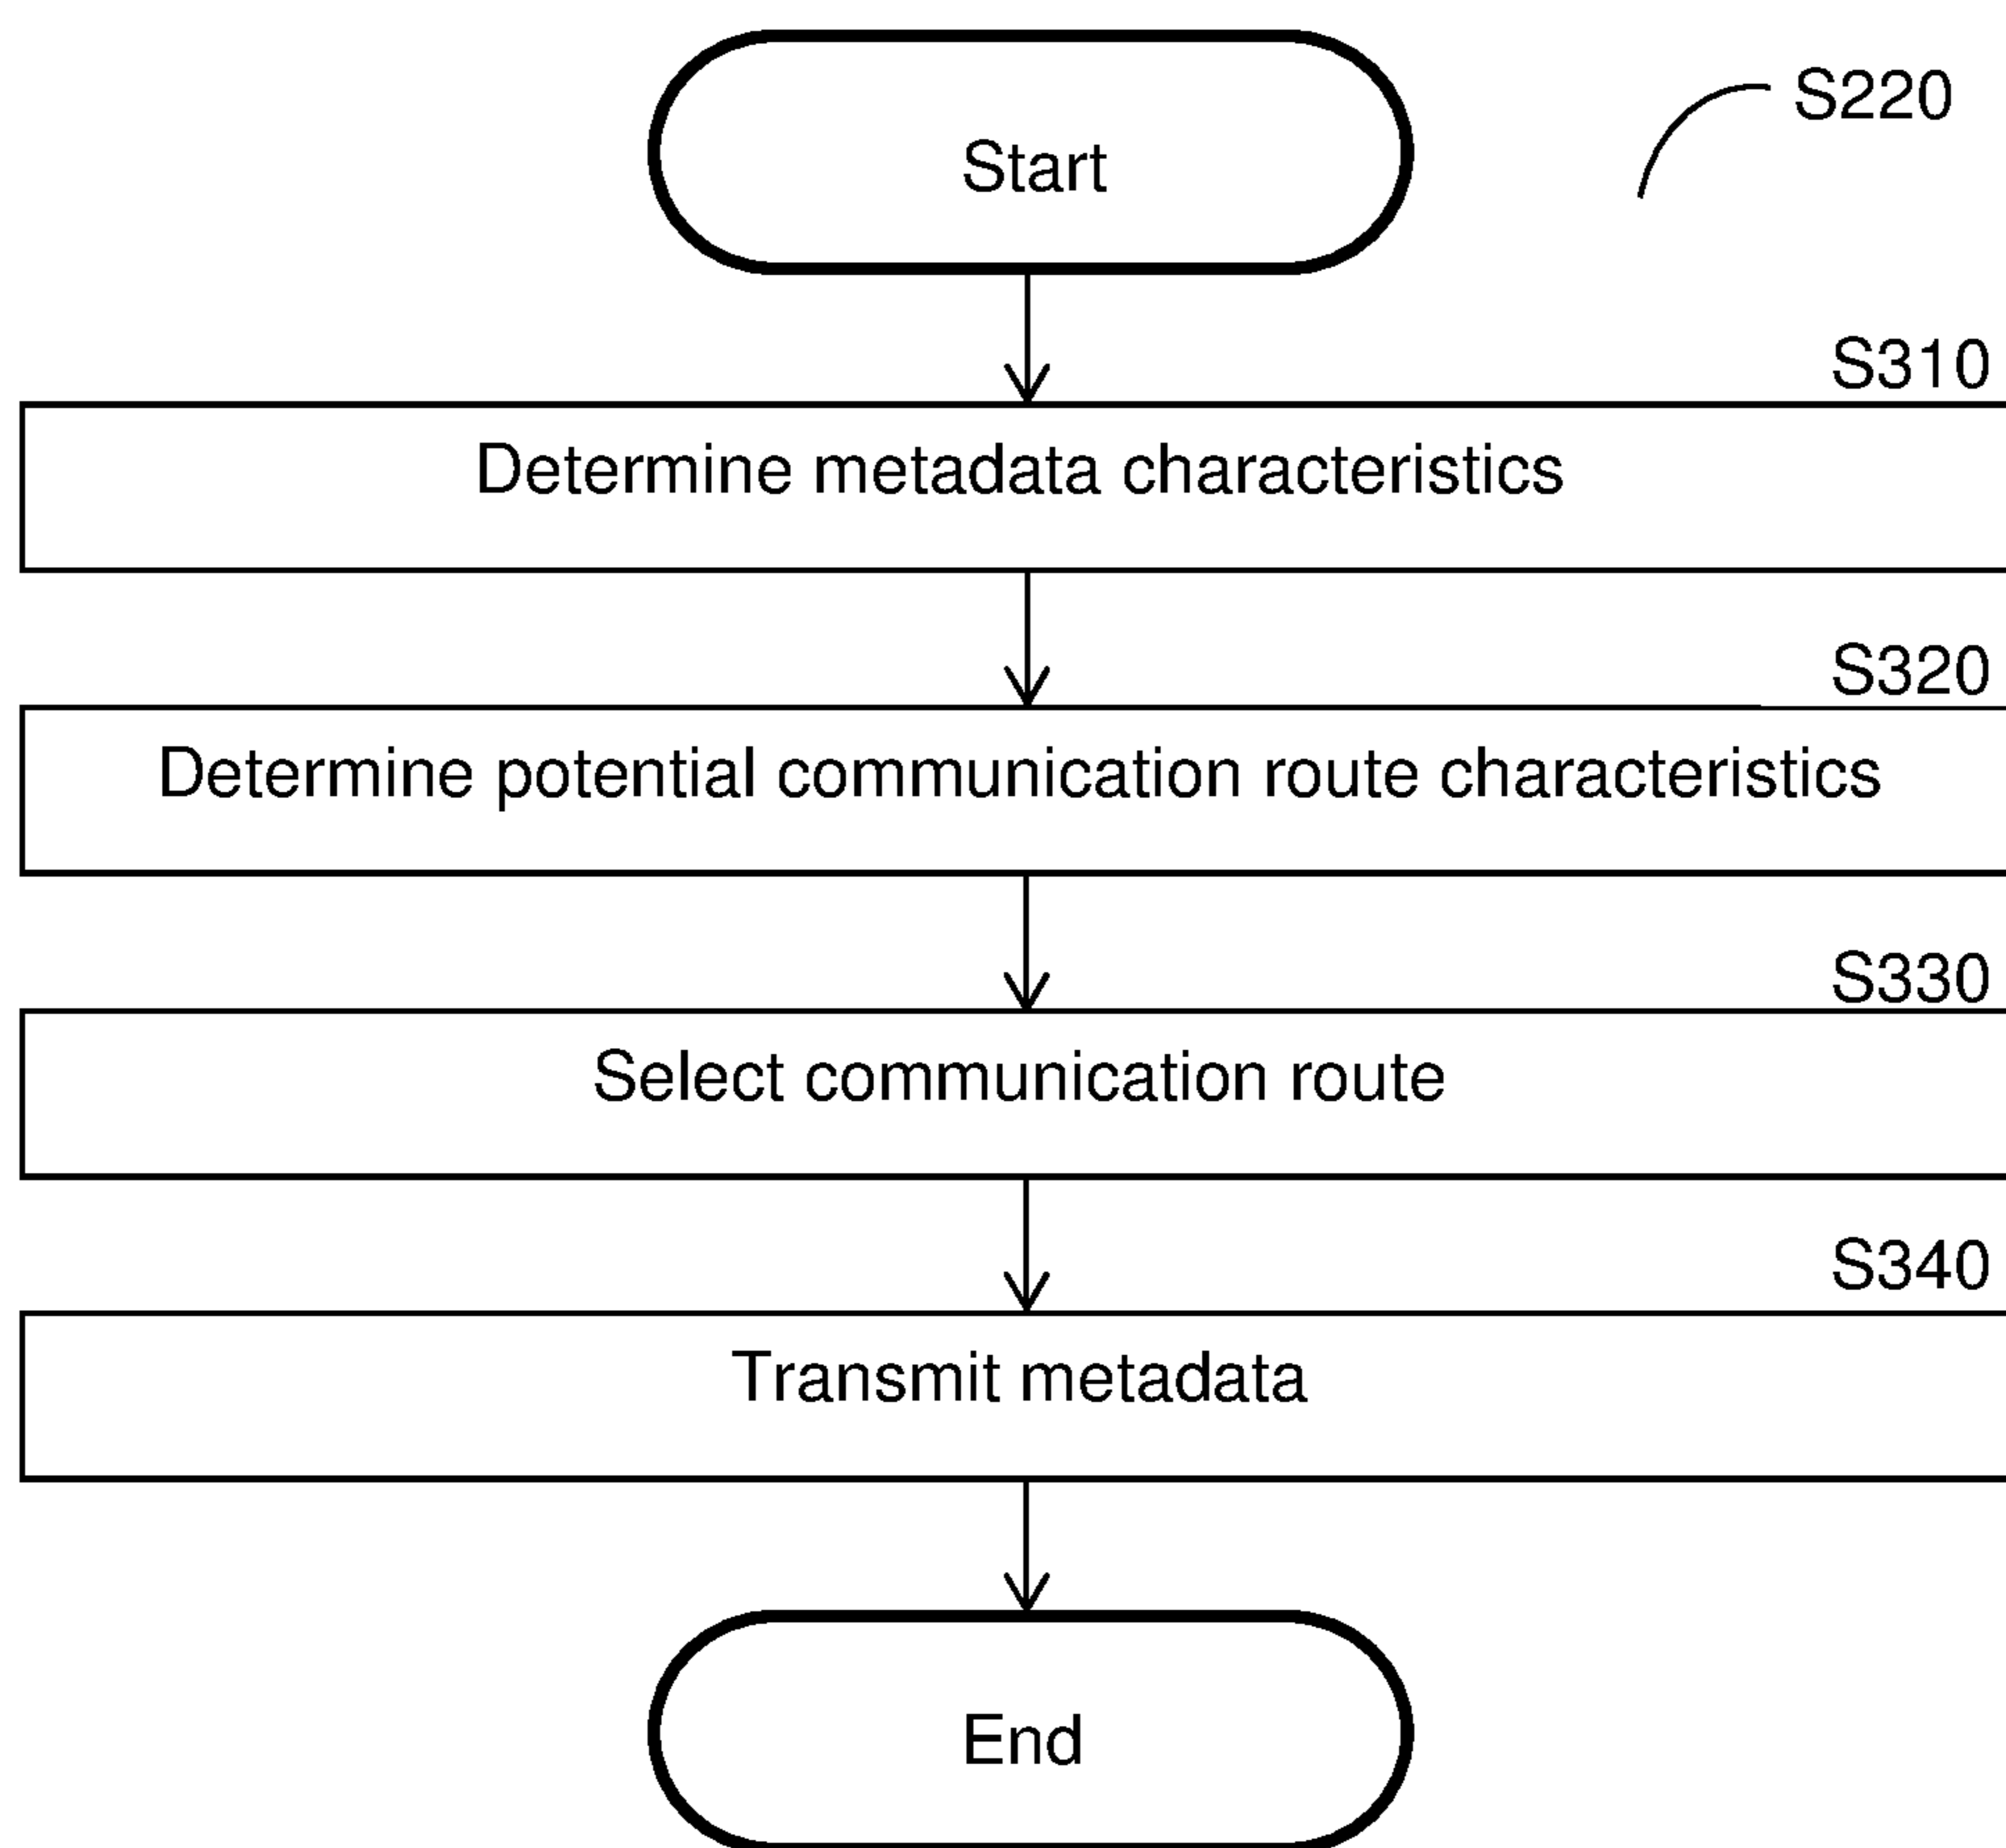 Start
S220
S310
Determine metadata characteristics
S320
Determine potential communication route characteristics
S330
Select communication route
S340
Transmit metadata
End